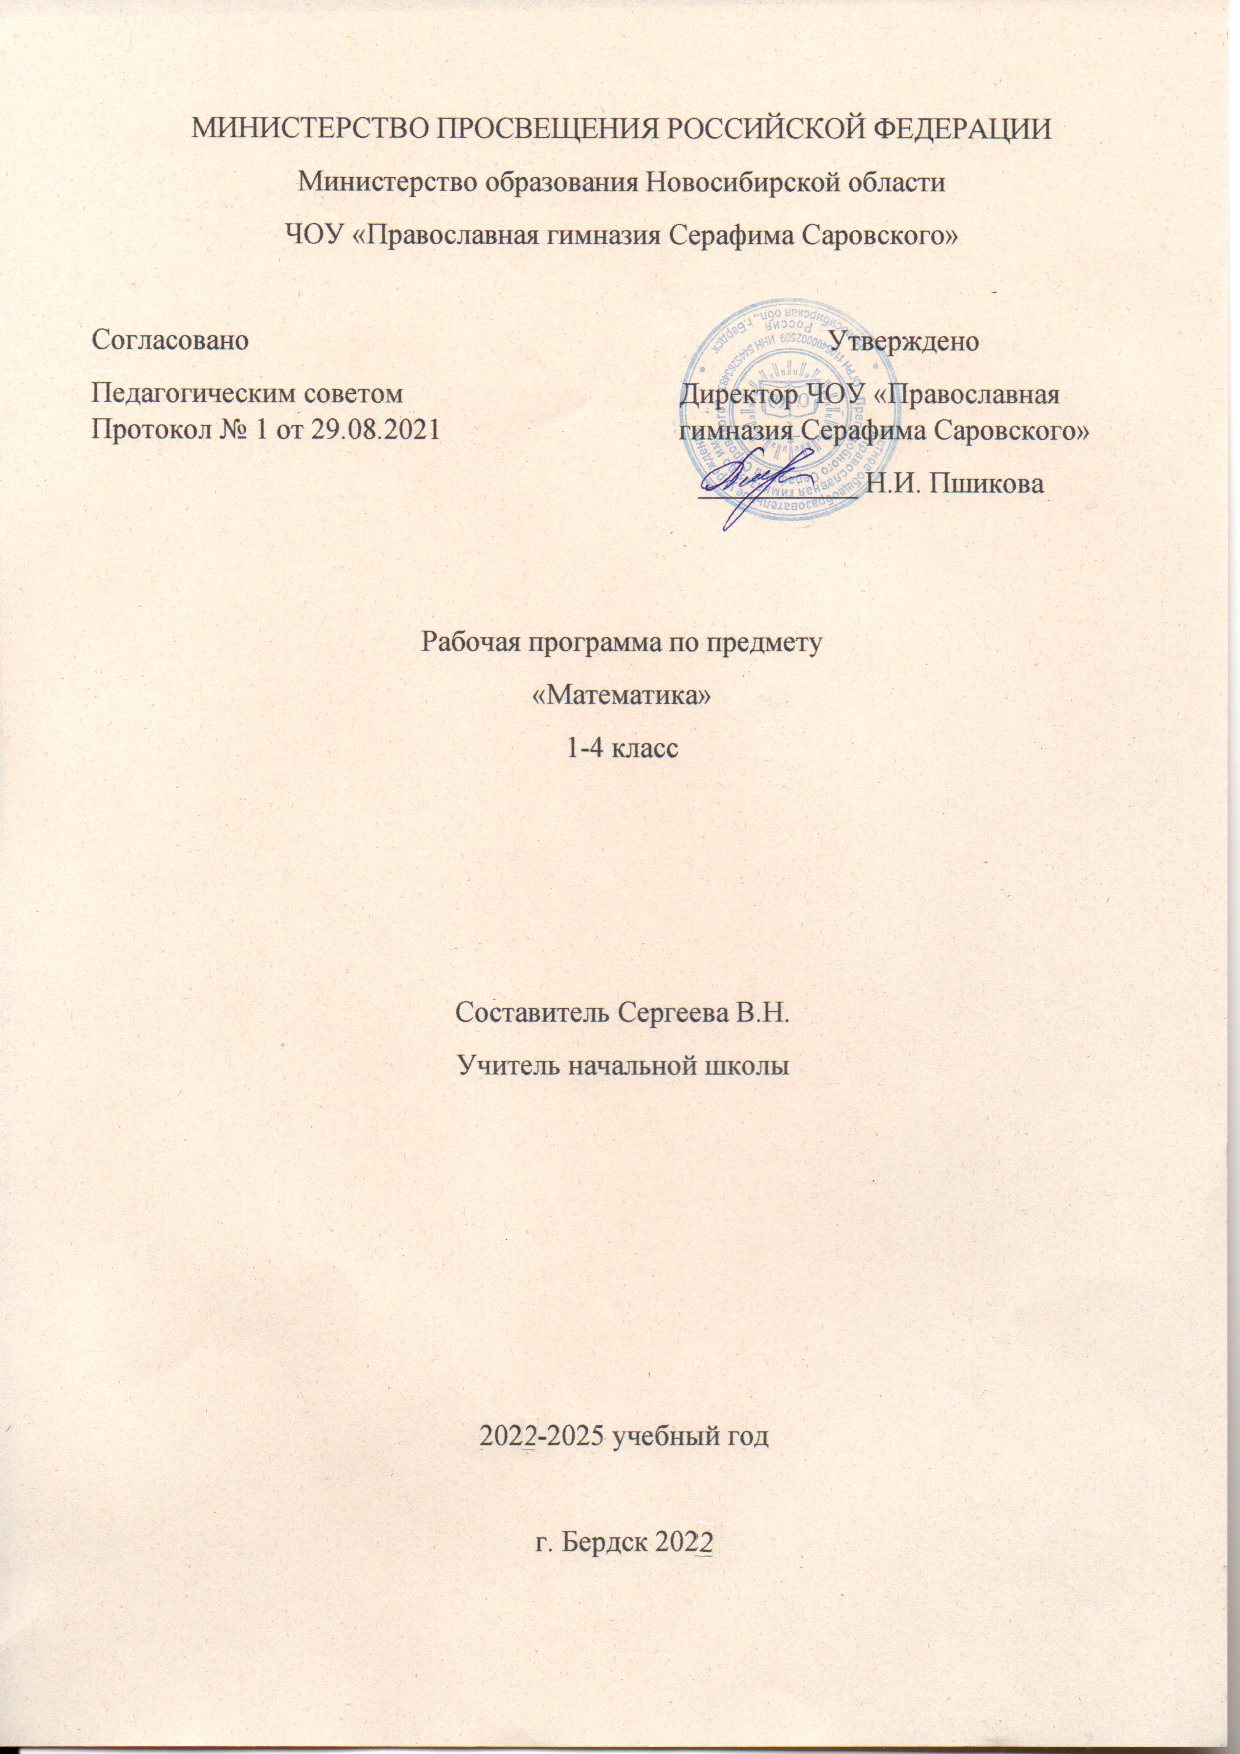 МИНИСТЕРСТВО ПРОСВЕЩЕНИЯ РОССИЙСКОЙ ФЕДЕРАЦИИ
Министерство образования Новосибирской области
ЧОУ «Православная гимназия Серафима Саровского»
Согласовано
Педагогическим советом
Протокол № 1 от 29.08.2021
Утверждено
Директор ЧОУ «Православная
гимназия Серафима Саровского»
Н.И. Пшикова
Россия
Рабочая программа по предмету
«Математика»
1-4 класс
Составитель Сергеева В.Н.
Учитель начальной школы
2022-2025 учебный год
г. Бердск 2022